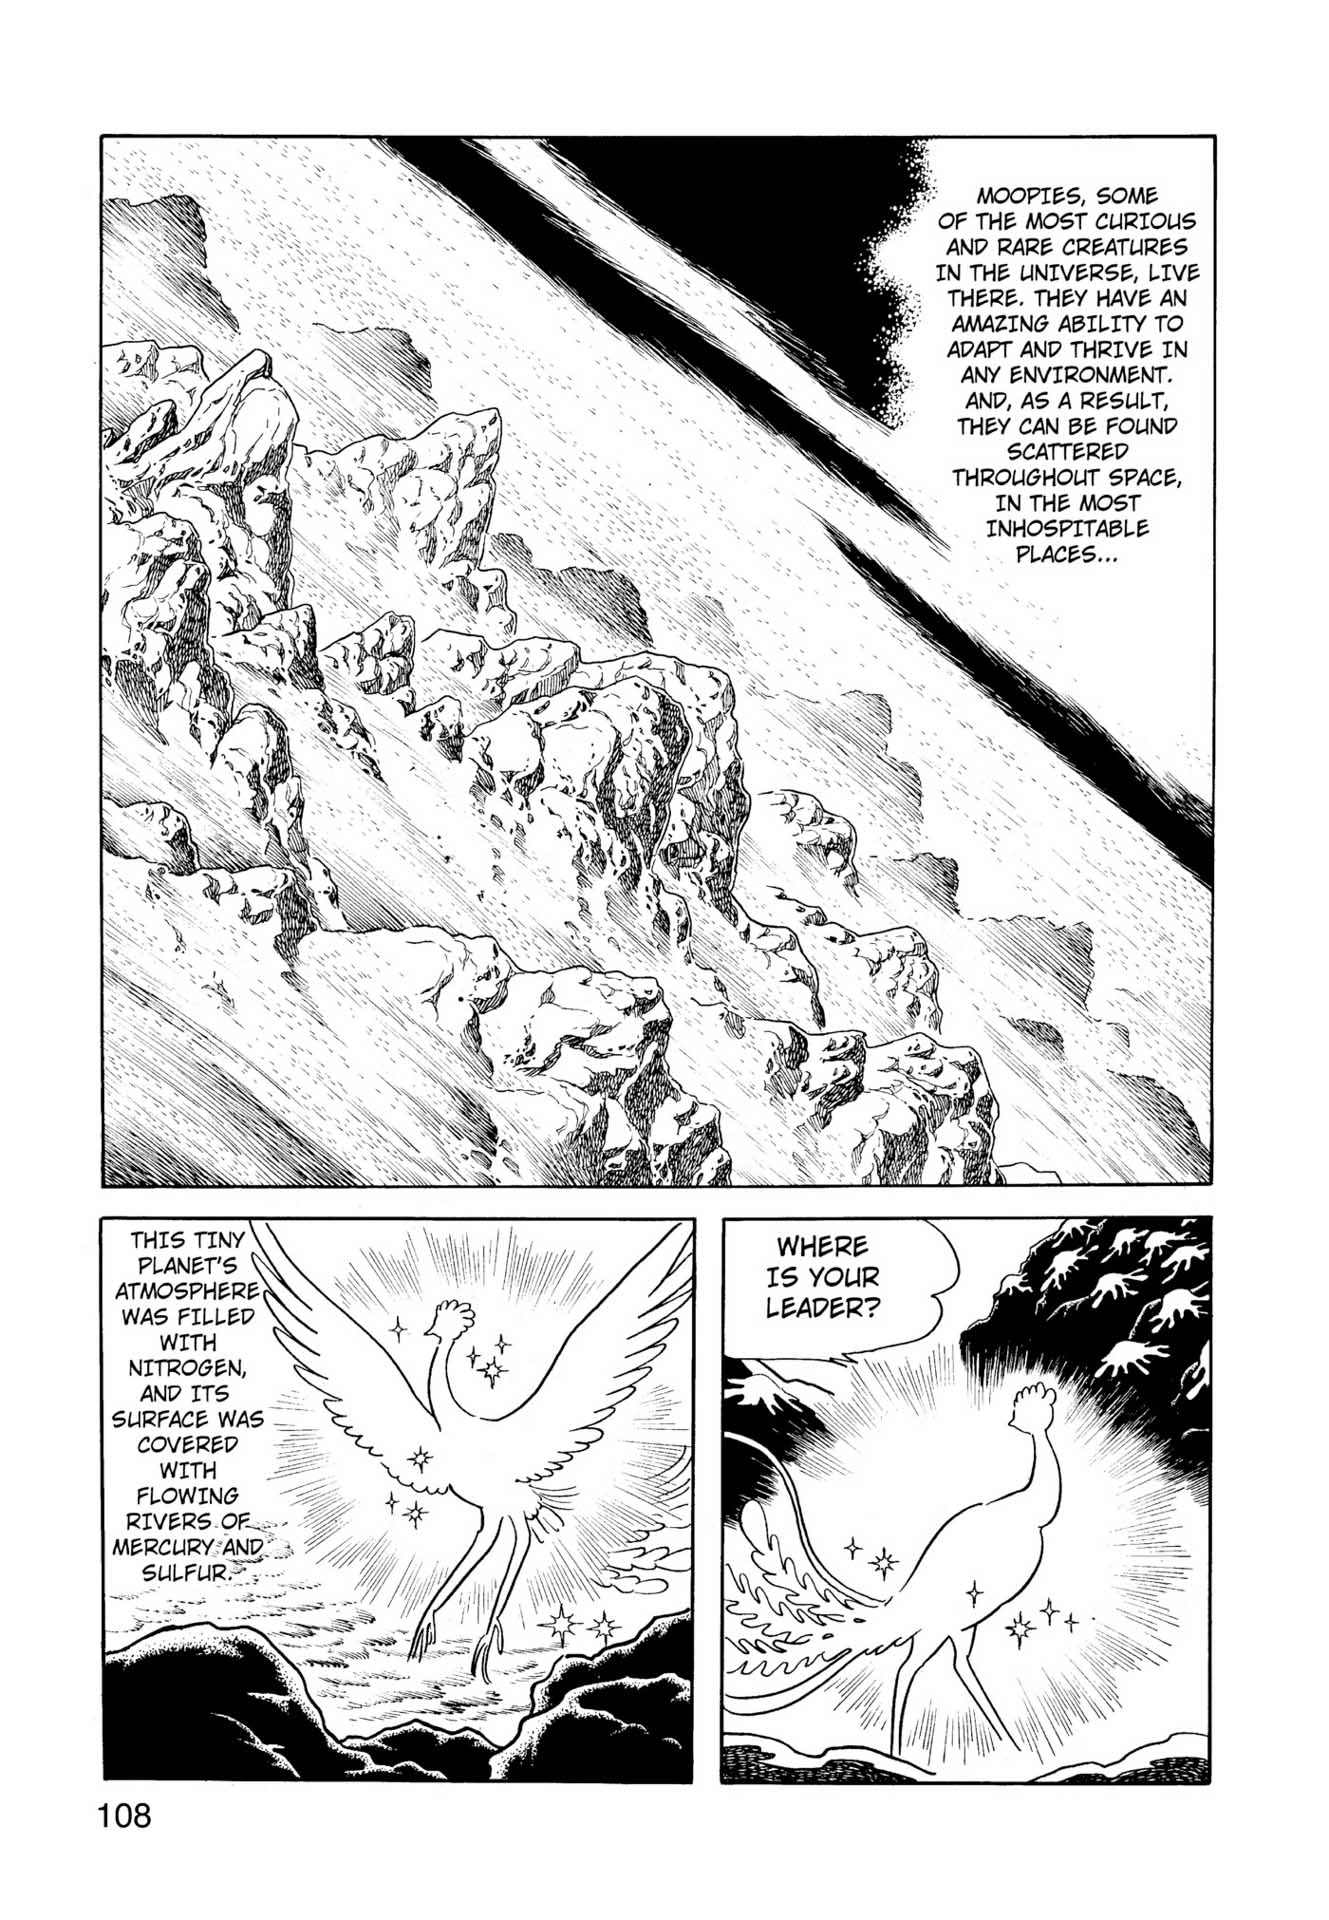 MOOPIES, SOME
OF THE MOST CURIOUS
AND RARE CREATURES
IN THE UNIVERSE, LIVE
THERE. THEY HAVE AN
AMAZING ABILITY TO
ADAPT AND THRIVE IN
ANY ENVIRONMENT.
AND, AS A RESULT,
THEY CAN BE FOUND
SCATTERED
THROUGHOUT SPACE,
IN THE MOST
INHOSPITABLE
PLACES...
THIS TINY
PLANET'S
ATMOSPHERE
WAS FILLED
WITH
NITROGEN,
AND ITS
SURFACE WAS
COVERED
WITH
FLOWING
RIVERS OF
MERCURY AND
SULFUR.
WHERE
IS YOUR
LEADER?
108